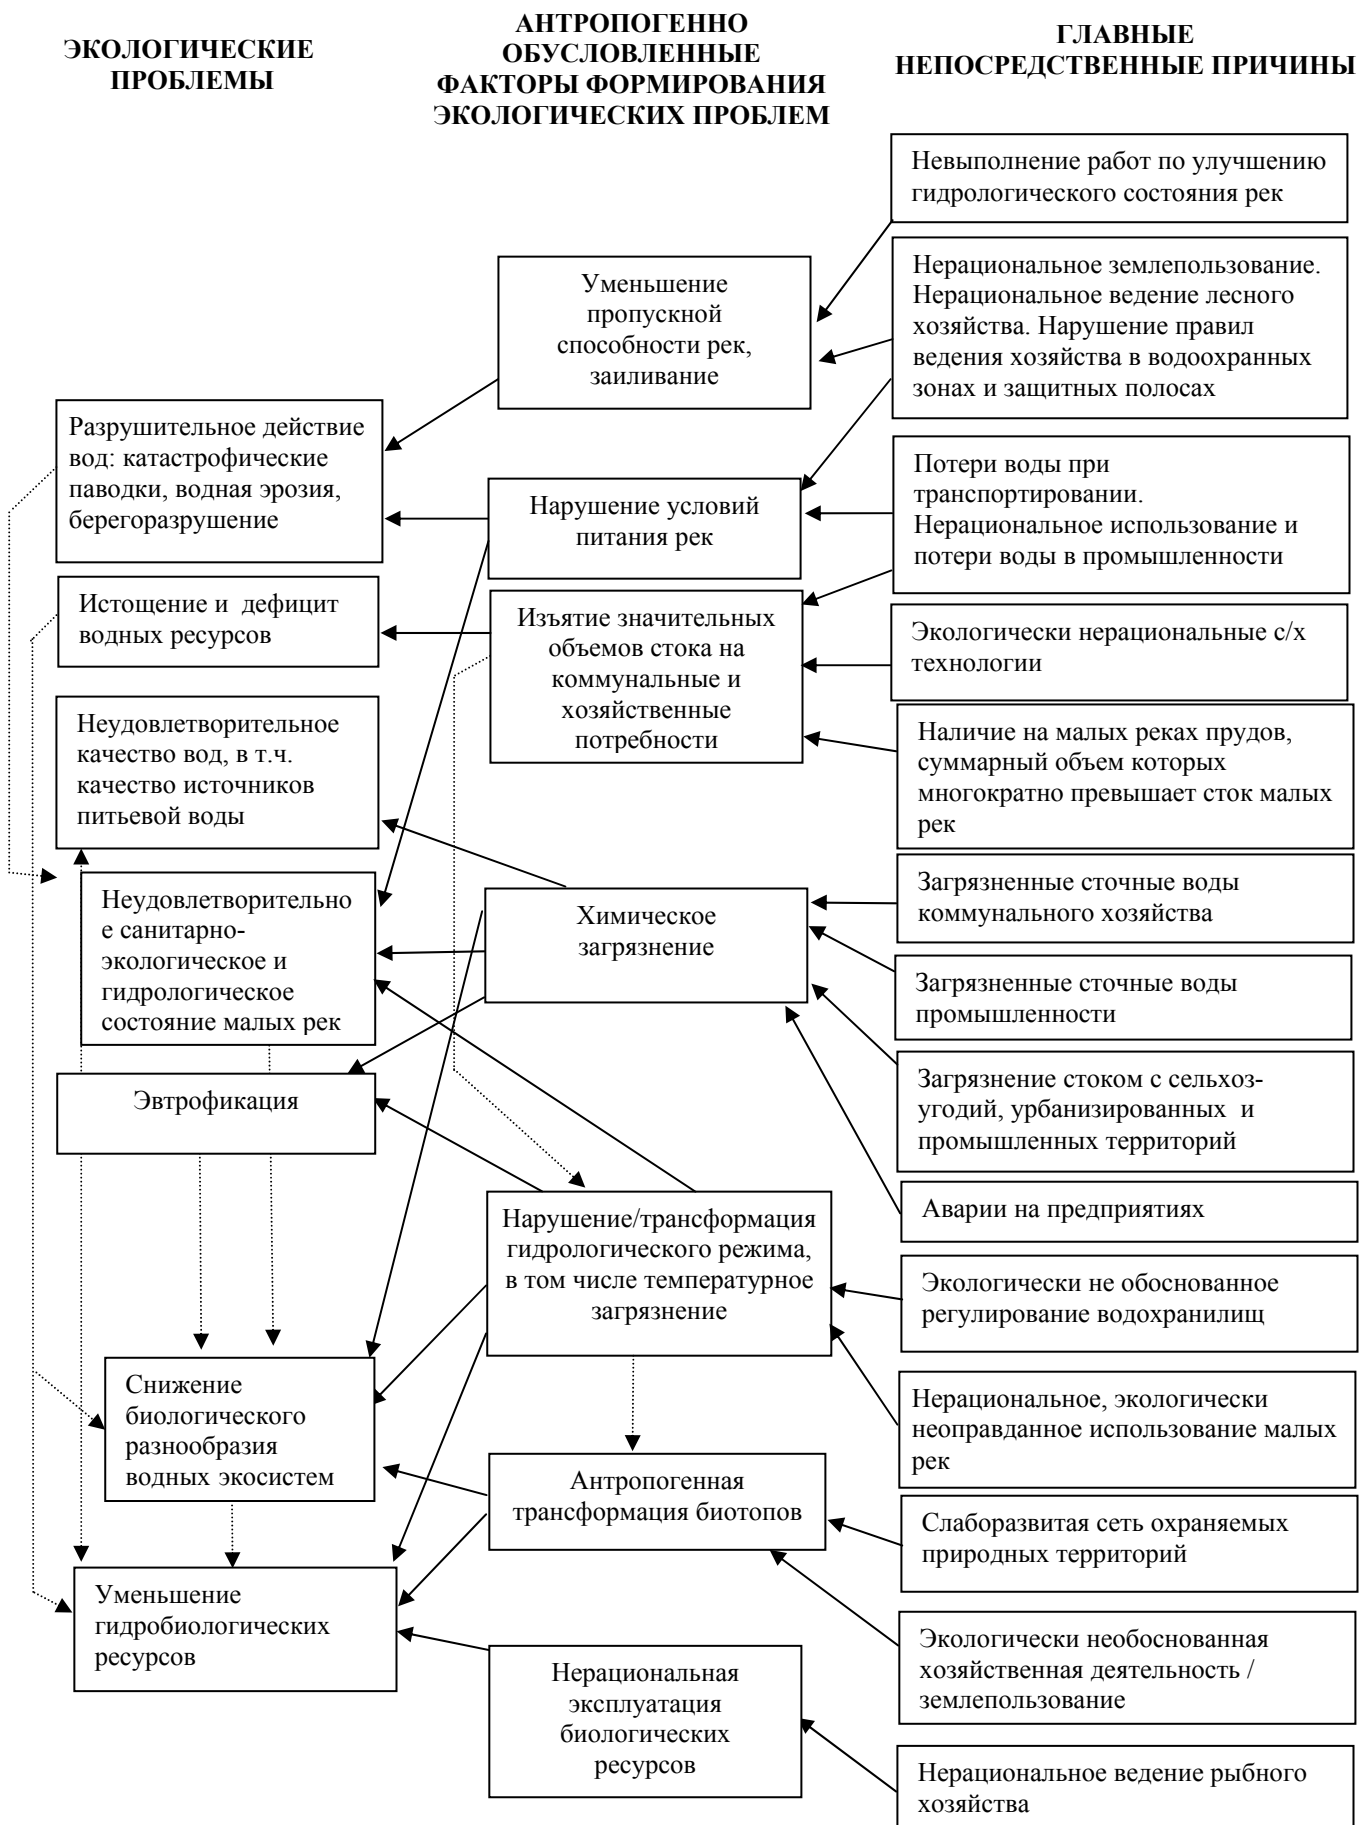 ЭКОЛОГИЧЕСКИЕ
ПРОБЛЕМЫ
АНТРОПОГЕННО
ОБУСЛОВЛЕННЫЕ
ФАКТОРЫ ФОРМИРОВАНИЯ
ЭКОЛОГИЧЕСКИХ ПРОБЛЕМ
ГЛАВНЫЕ
НЕПОСРЕДСТВЕННЫЕ ПРИЧИНЫ
Разрушительное действие
вод: катастрофические
паводки, водная эрозия,
берегоразрушение
Истощение и дефицит
водных ресурсов
Неудовлетворительное
качество вод, в т.ч.
качество источников
питьевой воды
Неудовлетворительно
е санитарно-
экологическое и
гидрологическое
состояние малых рек
Эвтрофикация
Снижение
биологического
разнообразия
водных экосистем
Уменьшение
гидробиологических
ресурсов
Уменьшение
пропускной
способности рек,
заиливание
Нарушение условий
питания рек
Изъятие значительных
объемов стока на
коммунальные и
хозяйственные
потребности
Химическое
загрязнение
Нарушение/трансформация
гидрологического режима,
в том числе температурное
загрязнение
Антропогенная
трансформация биотопов
Нерациональная
эксплуатация
биологических
ресурсов
Невыполнение работ по улучшению
гидрологического состояния рек
Нерациональное землепользование.
Нерациональное ведение лесного
хозяйства. Нарушение правил
ведения хозяйства в водоохранных
зонах и защитных полосах
Потери воды при
транспортировании.
Нерациональное использование и
потери воды в промышленности
Экологически нерациональные с/х
технологии
Наличие на малых реках прудов,
суммарный объем которых
многократно превышает сток малых
рек
Загрязненные сточные воды
коммунального хозяйства
Загрязненные сточные воды
промышленности
Загрязнение стоком с сельхоз-
угодий, урбанизированных и
промышленных территорий
Аварии на предприятиях
Экологически не обоснованное
регулирование водохранилищ
Нерациональное, экологически
неоправданное использование малых
рек
Слаборазвитая сеть охраняемых
природных территорий
Экологически необоснованная
хозяйственная деятельность /
землепользование
Нерациональное ведение рыбного
хозяйства